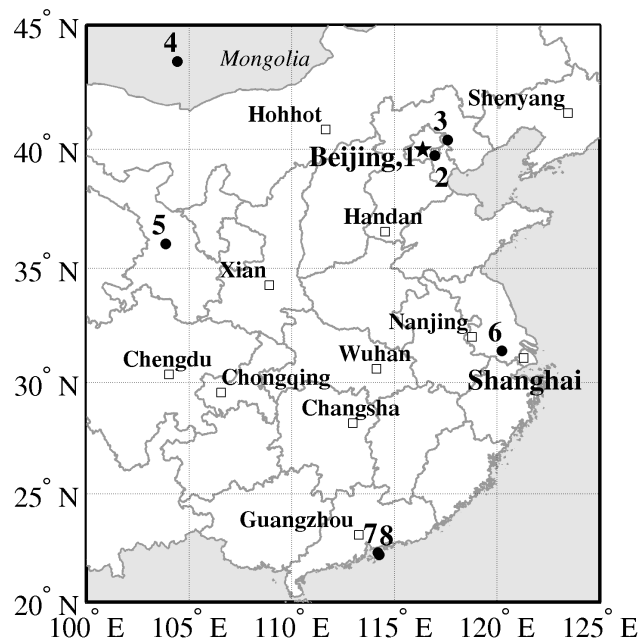 45° N
4
Mongolia
Shenyang
Hohhot
3
40° N
Beijing,1
2
Handan
5
35° N
Xian
Nanjing
6
Wuhan
Chengdu
Chongqing
30° N
Shanghai
Changsha
25° N
Guangzhou
78
20° N
100° E
105° E
110° E
115° E
120° E
125° E